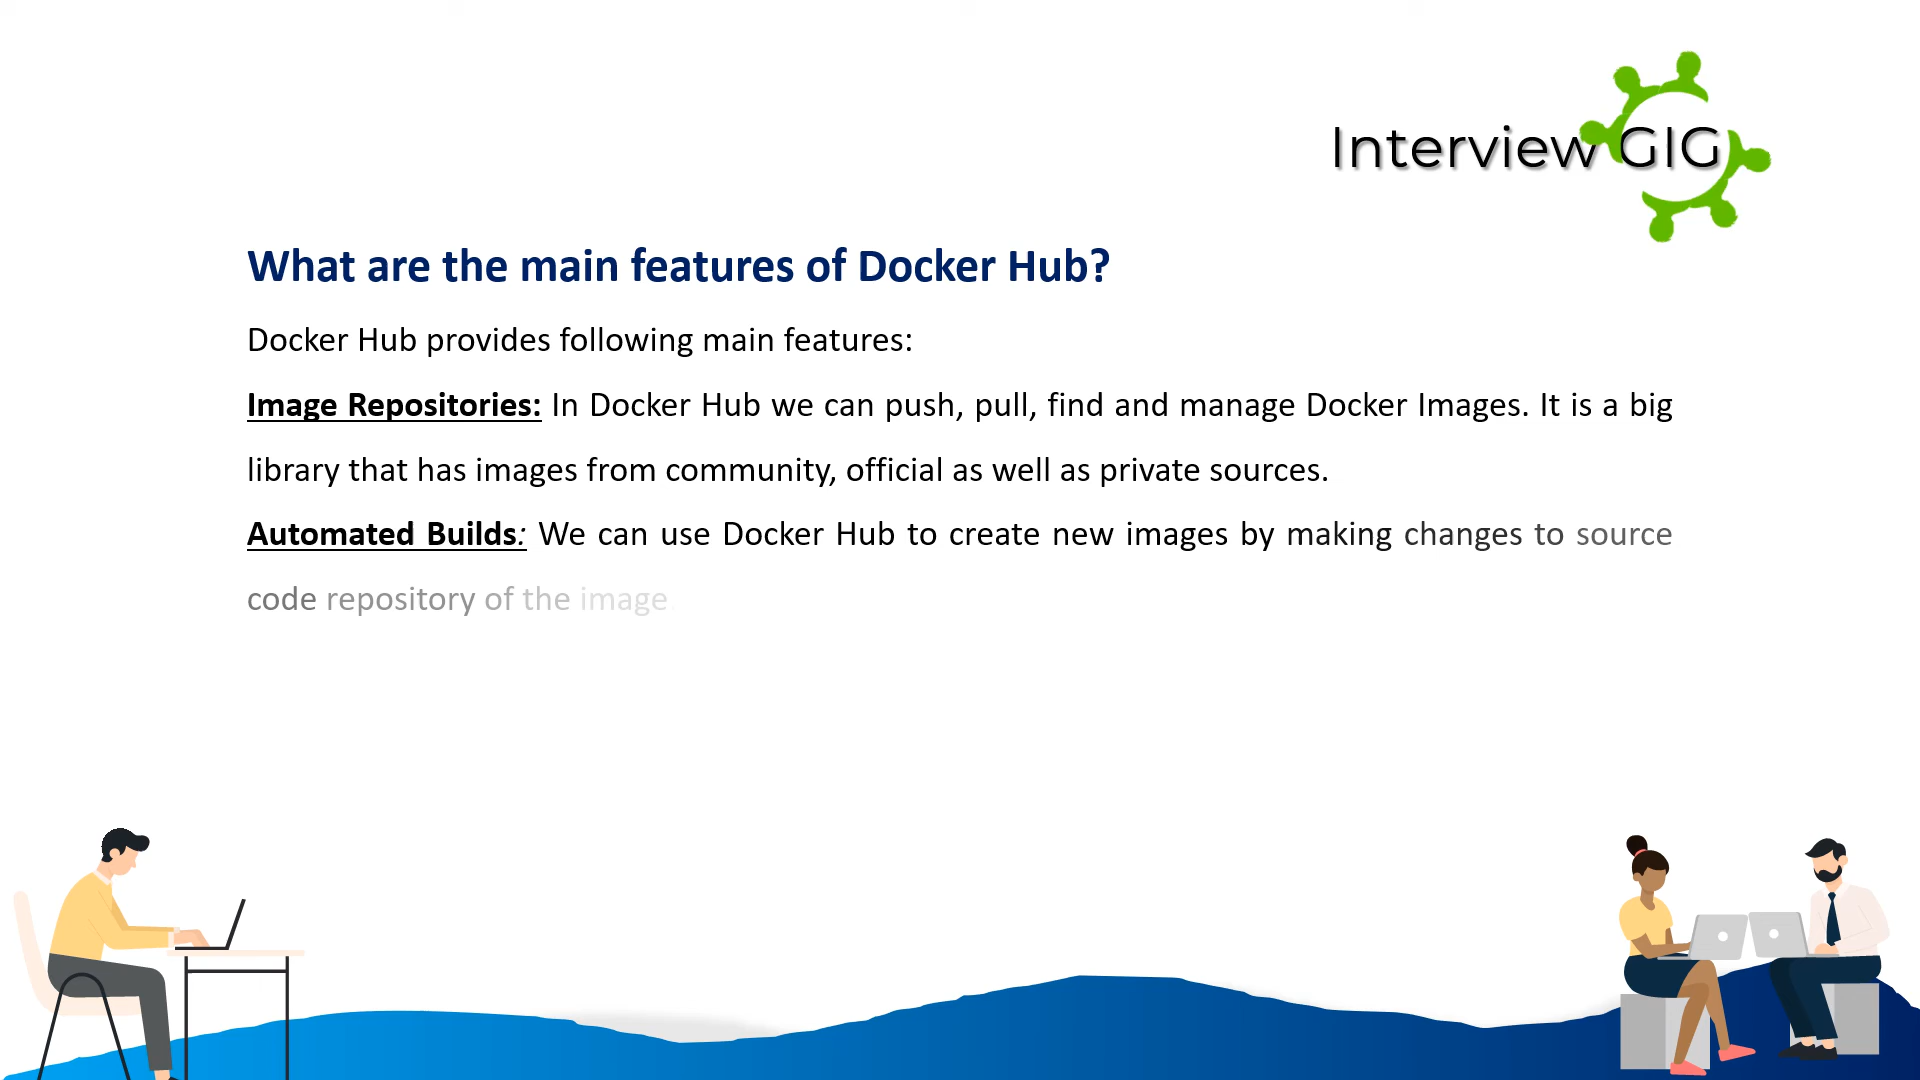 Interview GIG
What are the main features of Docker Hub?
Docker Hub provides following main features:
Image Repositories: In Docker Hub we can push, pull, find and manage Docker Images. It is a big
library that has images from community, official as well as private sources.
Automated Builds: We can use Docker Hub to create new images by making changes to source
code repository of the image.